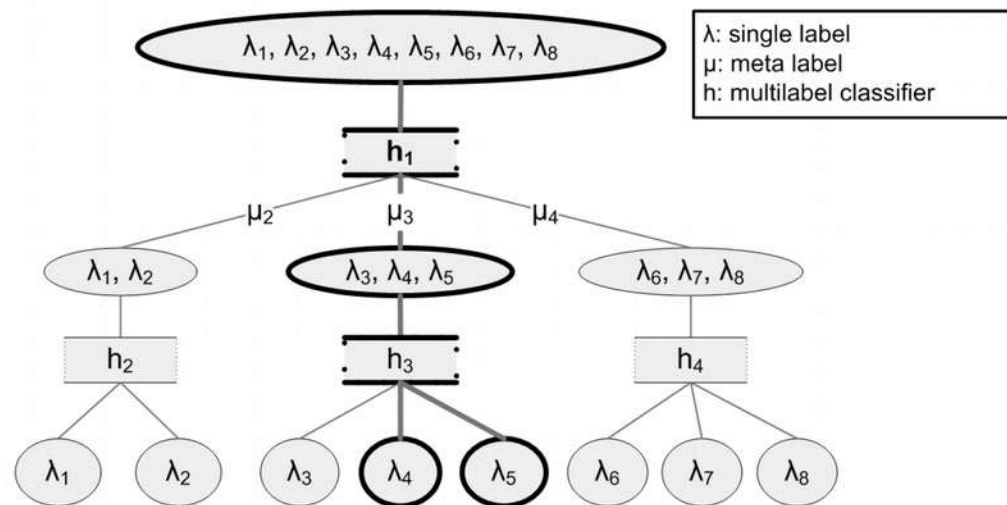 λ₁, λ₂, λ₃, λ₄, λ₅, λ₆, λ₇, λ₈
λ: single label
μ: meta label
h: multilabel classifier
h₁
μ₂ μ₃ μ₄
λ₁, λ₂ λ₃, λ₄, λ₅ λ₆, λ₇, λ₈
h₂ h₃ h₄
λ₁ λ₂ λ₃ λ₄ λ₅ λ₆ λ₇ λ₈